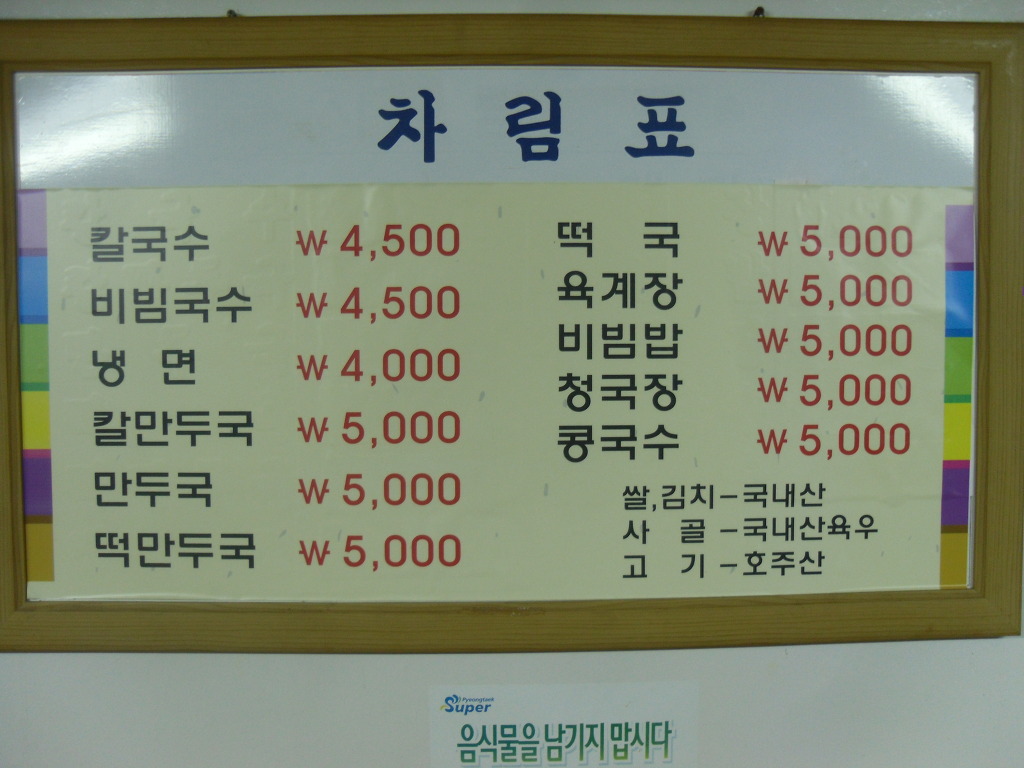 차 림 표
칼국수 ₩ 4,500
비빔국수 ₩ 4,500
냉 면 ₩ 4,000
칼만두국 ₩ 5,000
만두국 ₩ 5,000
떡만두국 ₩ 5,000
떡 국 ₩ 5,000
육계장 ₩ 5,000
비빔밥 ₩ 5,000
청국장 ₩ 5,000
콩국수 ₩ 5,000
쌀,김치-국내산
사 골-국내산육우
고 기-호주산
Pyeongtaek
Super
음식물을 남기지 맙시다